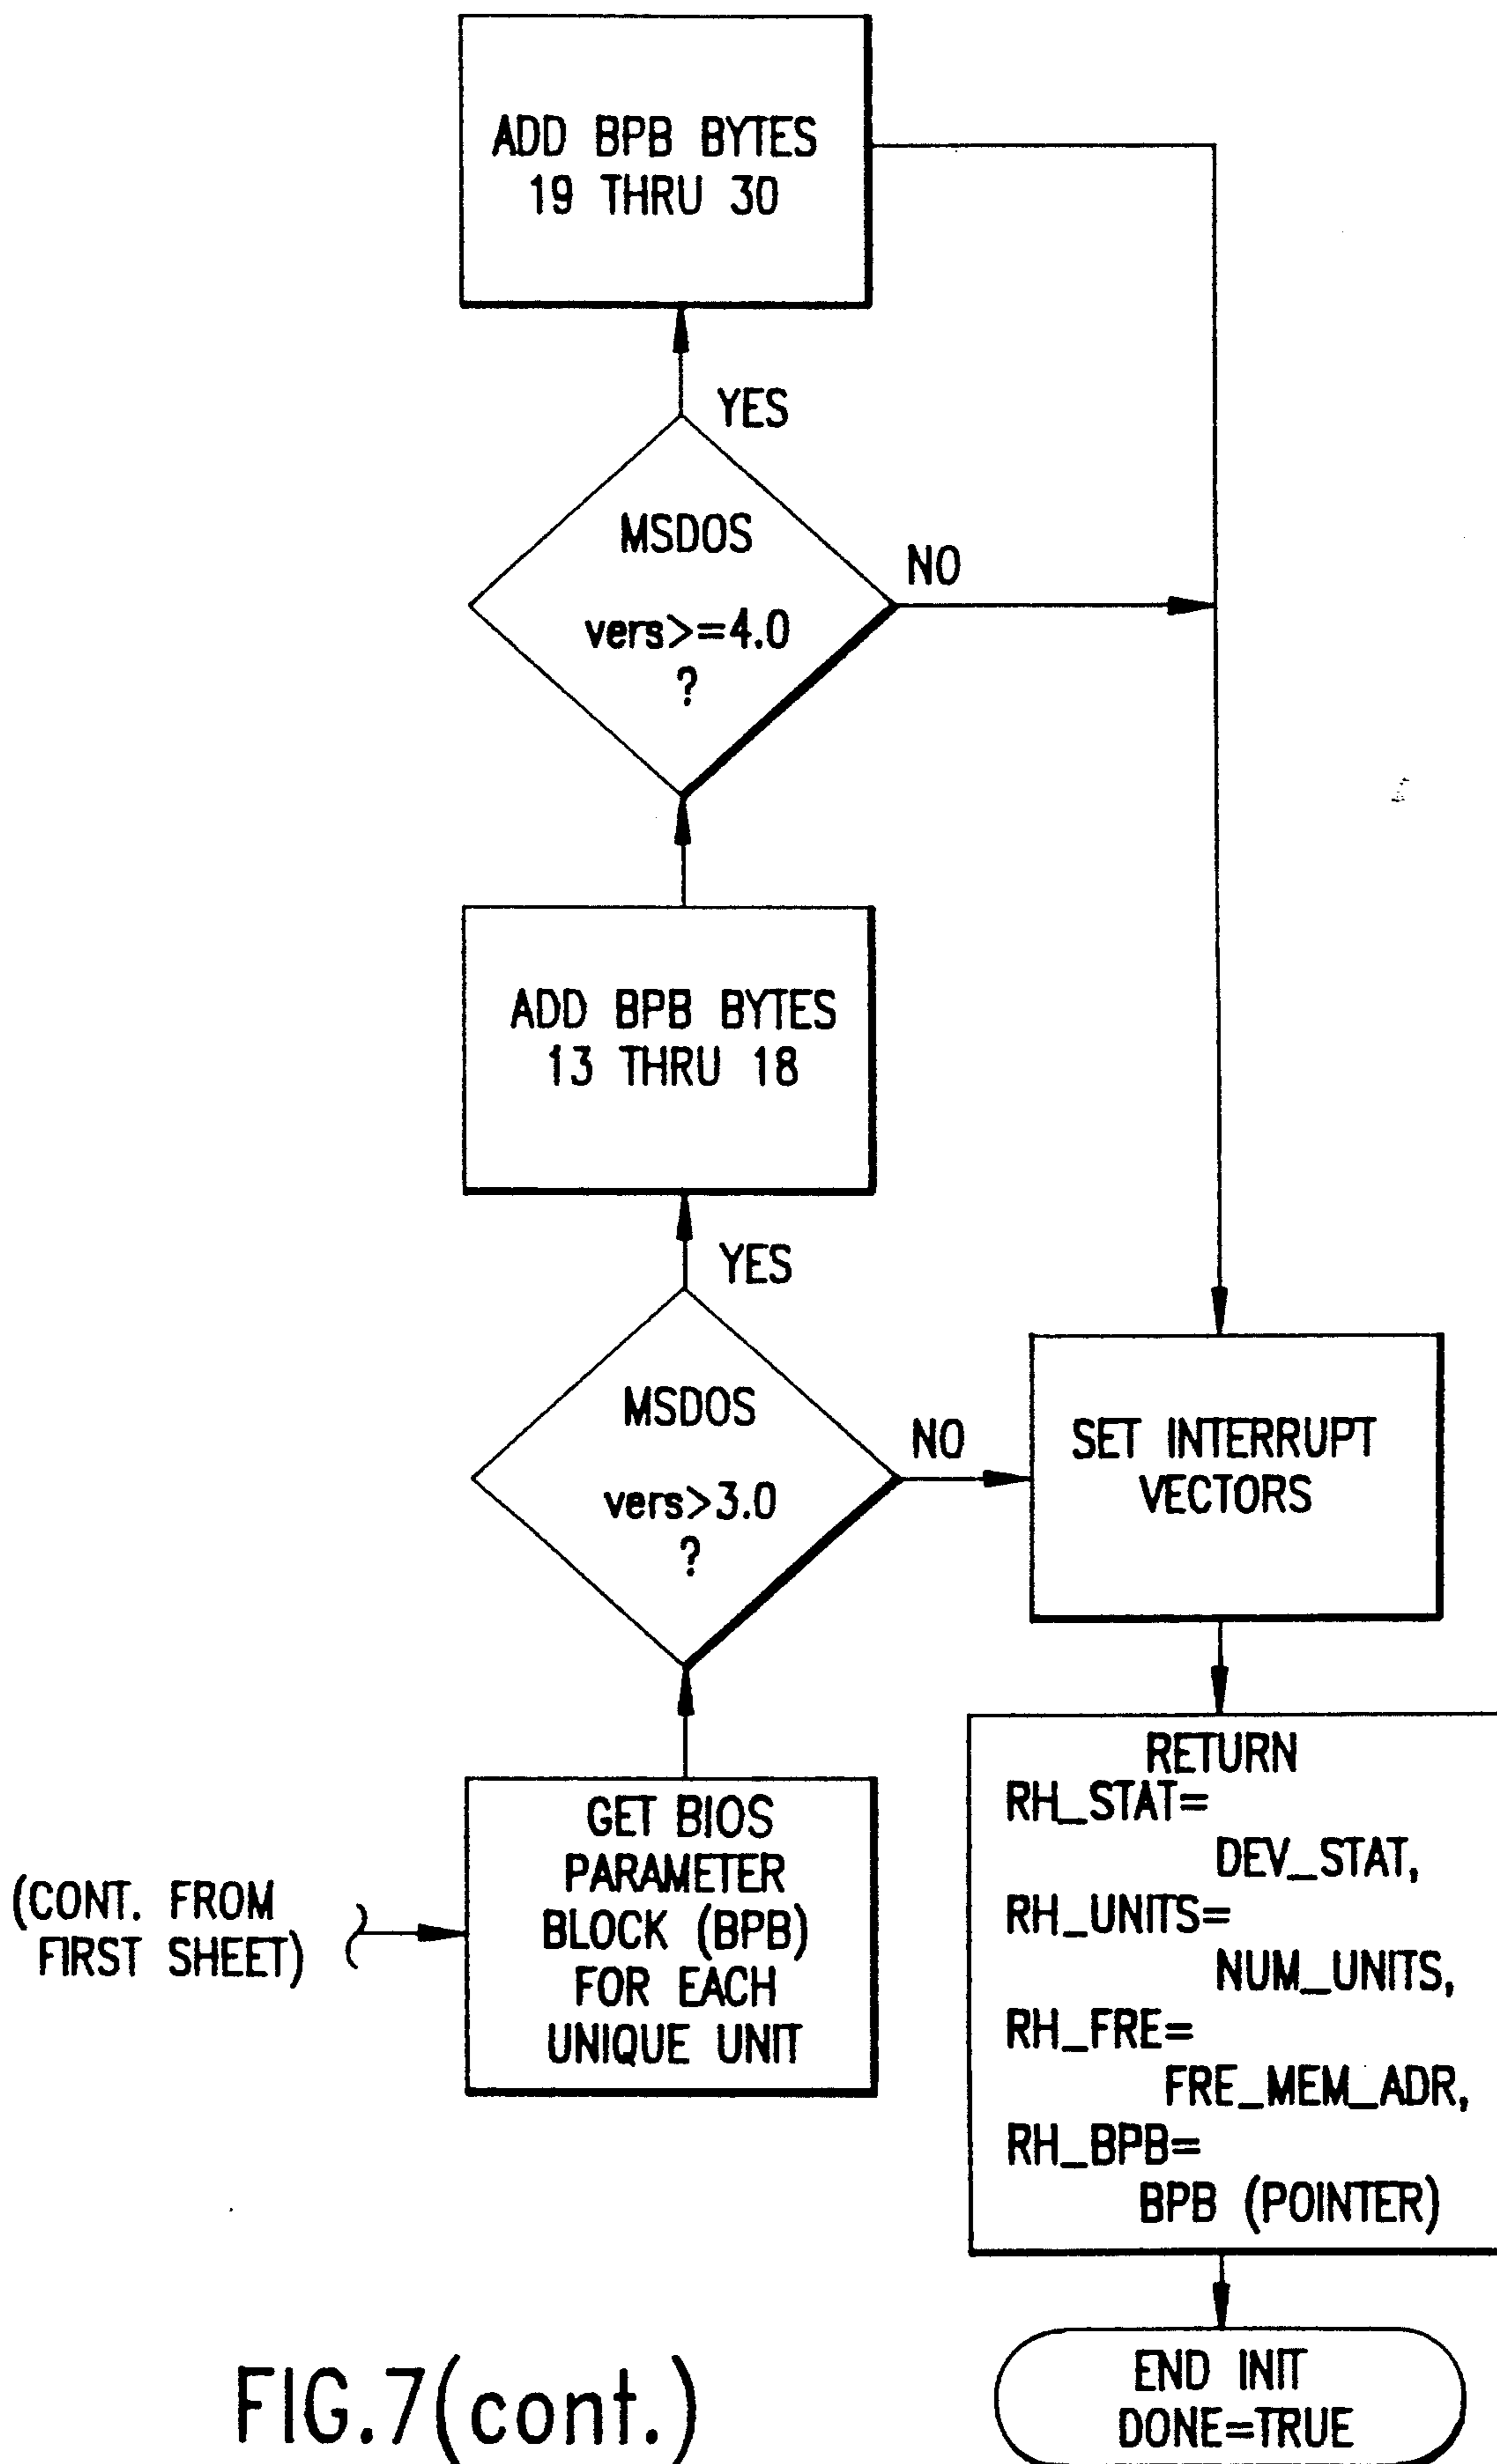 ADD BPB BYTES
19 THRU 30
YES
MSDOS
vers>=4.0
?
NO
ADD BPB BYTES
13 THRU 18
YES
MSDOS
vers>3.0
?
NO
SET INTERRUPT
VECTORS
GET BIOS
PARAMETER
BLOCK (BPB)
FOR EACH
UNIQUE UNIT
(CONT. FROM
FIRST SHEET)
RETURN
RH_STAT=
DEV_STAT,
RH_UNITS=
NUM_UNITS,
RH_FRE=
FRE_MEM_ADR,
RH_BPB=
BPB (POINTER)
END INIT
DONE=TRUE
FIG.7(cont.)